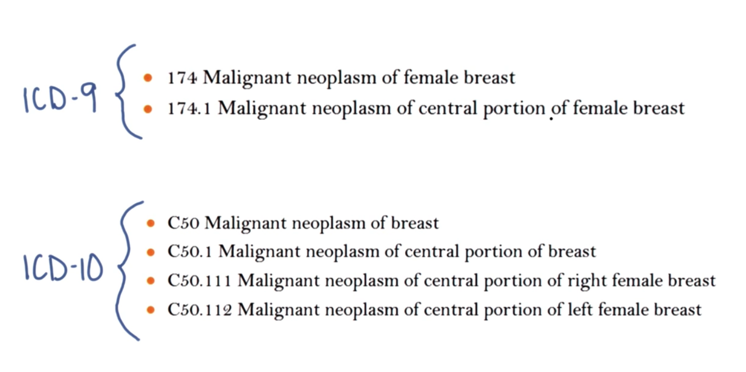 ICD-9
• 174 Malignant neoplasm of female breast
• 174.1 Malignant neoplasm of central portion of female breast
ICD-10
• C50 Malignant neoplasm of breast
• C50.1 Malignant neoplasm of central portion of breast
• C50.111 Malignant neoplasm of central portion of right female breast
• C50.112 Malignant neoplasm of central portion of left female breast